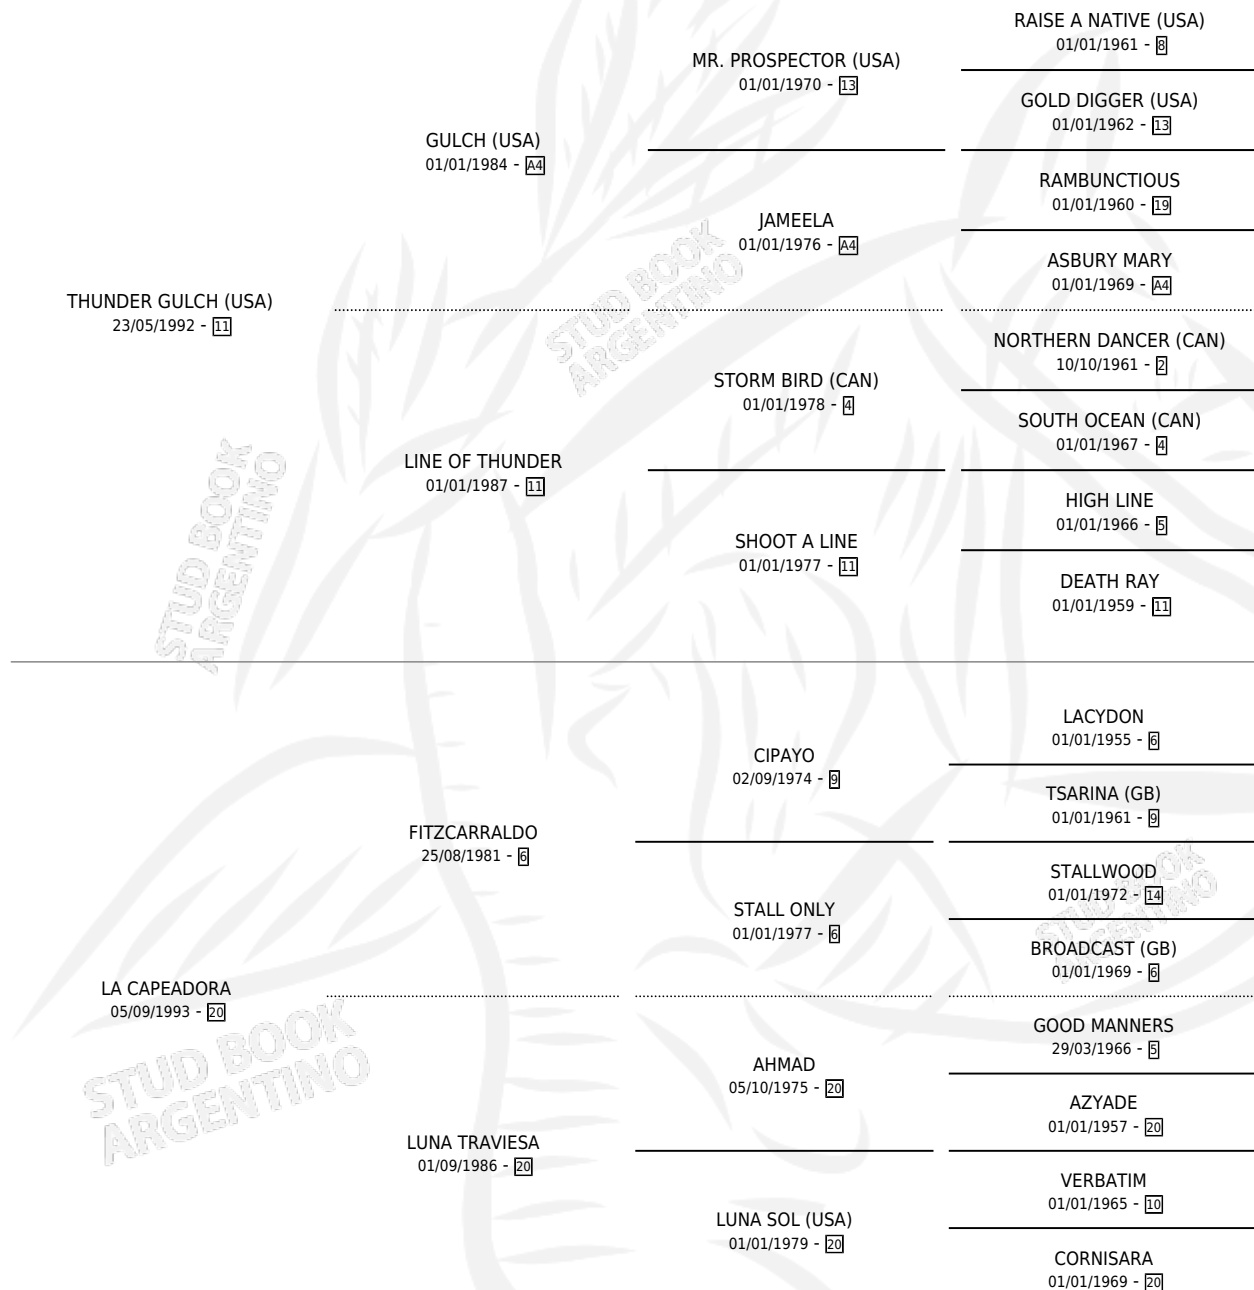 RAISE A NATIVE (USA)
01/01/1961 - 8
MR. PROSPECTOR (USA)
01/01/1970 - 13
GOLD DIGGER (USA)
01/01/1962 - 13
GULCH (USA)
01/01/1984 - A4
RAMBUNCTIOUS
01/01/1960 - 19
JAMEELA
01/01/1976 - A4
ASBURY MARY
01/01/1969 - A4
THUNDER GULCH (USA)
23/05/1992 - 11
NORTHERN DANCER (CAN)
10/10/1961 - 2
STORM BIRD (CAN)
01/01/1978 - 4
SOUTH OCEAN (CAN)
01/01/1967 - 4
LINE OF THUNDER
01/01/1987 - 11
HIGH LINE
01/01/1966 - 5
SHOOT A LINE
01/01/1977 - 11
DEATH RAY
01/01/1959 - 11
LACYDON
01/01/1955 - 6
CIPAYO
02/09/1974 - 9
TSARINA (GB)
01/01/1961 - 9
FITZCARRALDO
25/08/1981 - 6
STALLWOOD
01/01/1972 - 14
STALL ONLY
01/01/1977 - 6
BROADCAST (GB)
01/01/1969 - 6
LA CAPEADORA
05/09/1993 - 20
GOOD MANNERS
29/03/1966 - 5
AHMAD
05/10/1975 - 20
AZYADE
01/01/1957 - 20
LUNA TRAVIESA
01/09/1986 - 20
VERBATIM
01/01/1965 - 10
LUNA SOL (USA)
01/01/1979 - 20
CORNISARA
01/01/1969 - 20
STUD BOOK
ARGENTINO
STUD BOOK
ARGENTINO
STUD BOOK
ARGENTINO
STUD BOOK
ARGENTINO